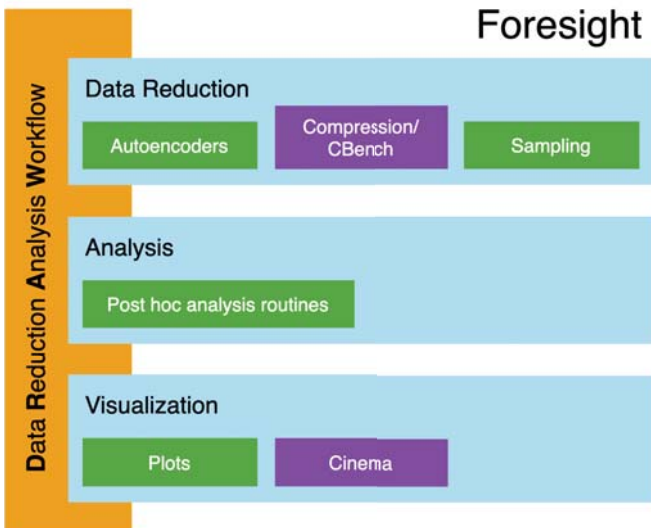 Foresight
Data Reduction Analysis Workflow
Data Reduction
Autoencoders
Compression/
CBench
Sampling
Analysis
Post hoc analysis routines
Visualization
Plots
Cinema